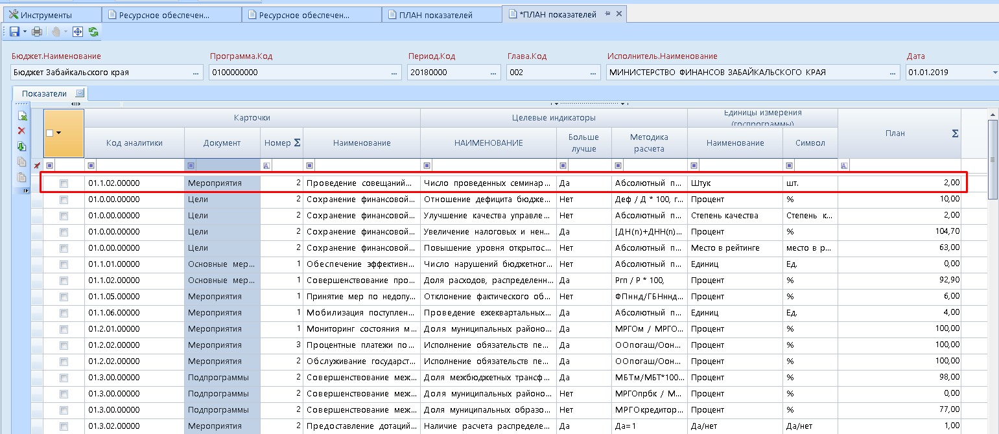 Инструменты
Ресурсное обеспечен...
Ресурсное обеспечен...
ПЛАН показателей
*ПЛАН показателей
Бюджет.Наименование
Программа.Код
Период.Код
Глава.Код
Исполнитель.Наименование
Дата
Бюджет Забайкальского края ...
0100000000 ...
20180000 ...
002 ...
МИНИСТЕРСТВО ФИНАНСОВ ЗАБАЙКАЛЬСКОГО КРАЯ ...
01.01.2019
Показатели
Карточки
Целевые индикаторы
Единицы измерения
(госпрограммы)
План Σ
Код аналитики
Документ
Номер Σ
Наименование
НАИМЕНОВАНИЕ
Больше
лучше
Методика
расчета
Наименование
Символ
01.1.02.00000 Мероприятия 2 Проведение совещаний... Число проведенных семинар... Да Абсолютный п... Штук шт. 2,00
01.0.00.00000 Цели 2 Сохранение финансовой... Отношение дефицита бюдже... Нет Деф / Д * 100, г... Процент % 10,00
01.0.00.00000 Цели 2 Сохранение финансовой... Улучшение качества управле... Нет Абсолютный п... Степень качества Степень к... 2,00
01.0.00.00000 Цели 2 Сохранение финансовой... Увеличение налоговых и нен... Да [ДН(n)+ДНН(n)... Процент % 104,70
01.0.00.00000 Цели 2 Сохранение финансовой... Повышение уровня открытос... Нет Абсолютный п... Место в рейтинге место в р... 63,00
01.1.01.00000 Основные мер... 1 Обеспечение эффективн... Число нарушений бюджетног... Нет Абсолютный п... Единиц Ед. 0,00
01.1.02.00000 Основные мер... 1 Совершенствование про... Доля расходов, распределенн... Да Ргп / Р * 100, Процент % 92,90
01.1.05.00000 Мероприятия 1 Принятие мер по недопу... Отклонение фактического об... Нет ФПннд/ГБНннд... Процент % 6,00
01.1.06.00000 Мероприятия 2 Мобилизация поступлен... Проведение ежеквартальных... Да Абсолютный п... Единиц Ед. 4,00
01.2.01.00000 Мероприятия 1 Мониторинг состояния м... Доля муниципальных районо... Да МРГОм / МРГО... Процент % 100,00
01.2.02.00000 Мероприятия 3 Процентные платежи по... Исполнение обязательств пе... Да ООпогаш/Оон... Процент % 100,00
01.2.02.00000 Мероприятия 2 Обслуживание государст... Исполнение обязательств пе... Да ООпогаш/Оон... Процент % 100,00
01.3.00.00000 Подпрограммы 2 Совершенствование меж... Доля межбюджетных трансф... Да МБТм/МБТ*100... Процент % 98,00
01.3.00.00000 Подпрограммы 2 Совершенствование меж... Доля муниципальных районо... Нет МРГОпрбк / М... Процент % 0,00
01.3.00.00000 Подпрограммы 2 Совершенствование меж... Доля муниципальных образо... Нет МРГОкредитор... Процент % 77,00
01.3.02.00000 Мероприятия 2 Предоставление дотаций... Наличие расчета распределе... Да Да=1 Да/нет Да/нет 1,00